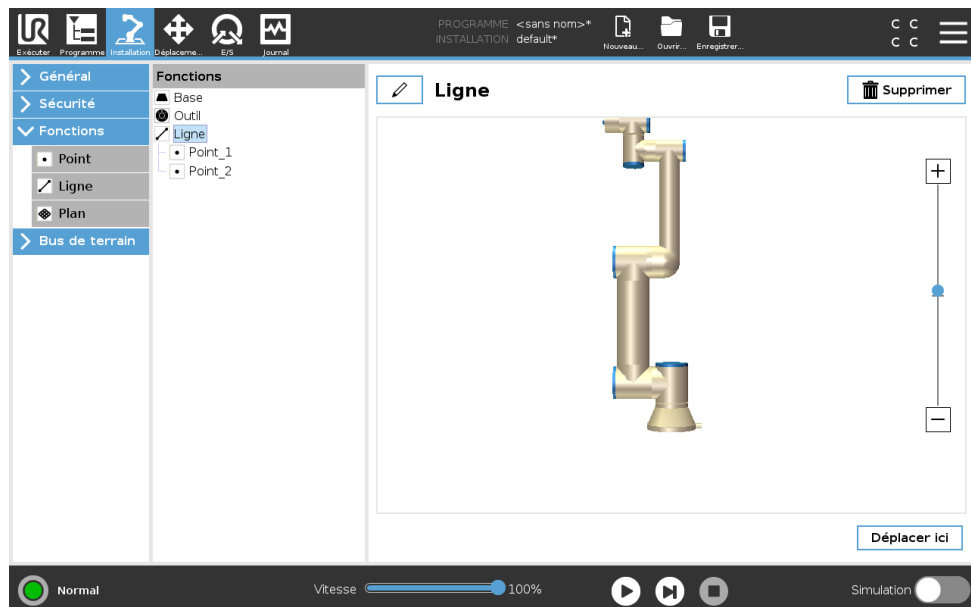 UR
Exécuter
Programme
Installation
Déplaceme...
E/S
Journal
PROGRAMME <sans nom>*
INSTALLATION default*
Nouveau...
Ouvrir...
Enregistrer...
C C
C C
Général
Sécurité
Fonctions
Point
Ligne
Plan
Bus de terrain
Fonctions
Base
Outil
Ligne
Point_1
Point_2
Ligne
Supprimer
Déplacer ici
Normal
Vitesse
100%
Simulation